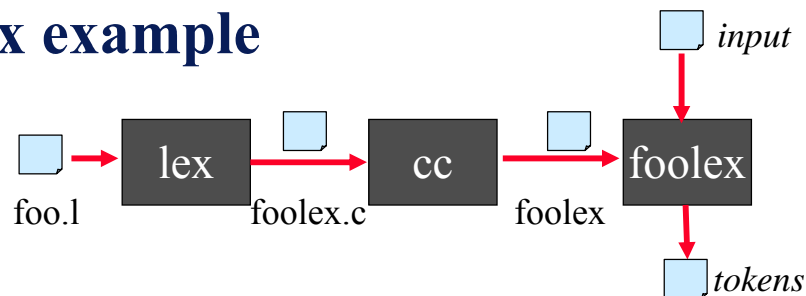 x example
input
lex
cc
foolex
foo.l
foolex.c
foolex
tokens